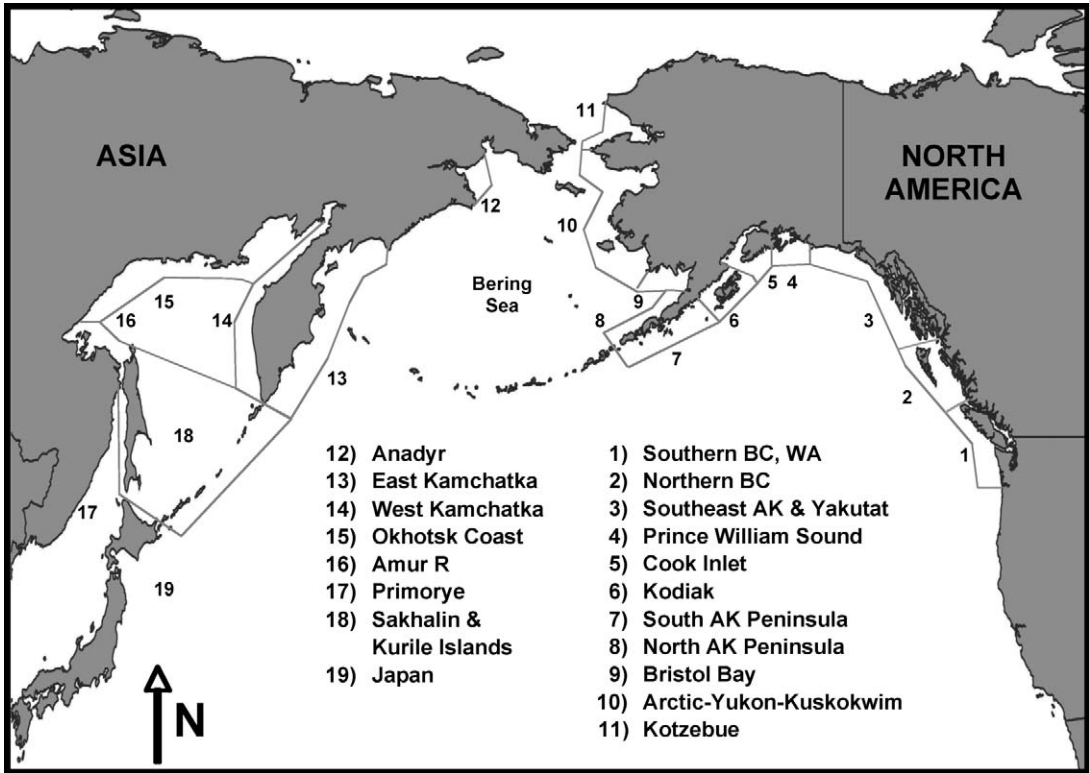 ASIA
NORTH
AMERICA
11
12
10
Bering
Sea
15
16
14
9
8
5
4
6
7
3
13
2
18
1
17
19
12) Anadyr
13) East Kamchatka
14) West Kamchatka
15) Okhotsk Coast
16) Amur R
17) Primorye
18) Sakhalin &
Kurile Islands
19) Japan
1) Southern BC, WA
2) Northern BC
3) Southeast AK & Yakutat
4) Prince William Sound
5) Cook Inlet
6) Kodiak
7) South AK Peninsula
8) North AK Peninsula
9) Bristol Bay
10) Arctic-Yukon-Kuskokwim
11) Kotzebue
N